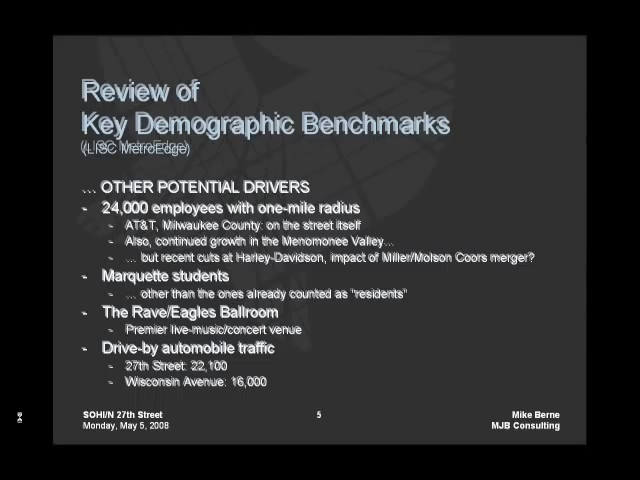 Review of
Key Demographic Benchmarks
(LISC MetroEdge)
… OTHER POTENTIAL DRIVERS
- 24,000 employees with one-mile radius
- AT&T, Milwaukee County: on the street itself
- Also, continued growth in the Menomonee Valley…
- … but recent cuts at Harley-Davidson, impact of Miller/Molson Coors merger?
- Marquette students
- … other than the ones already counted as "residents"
- The Rave/Eagles Ballroom
- Premier live-music/concert venue
- Drive-by automobile traffic
- 27th Street: 22,100
- Wisconsin Avenue: 16,000
SOHI/N 27th Street 5 Mike Berne
Monday, May 5, 2008 MJB Consulting